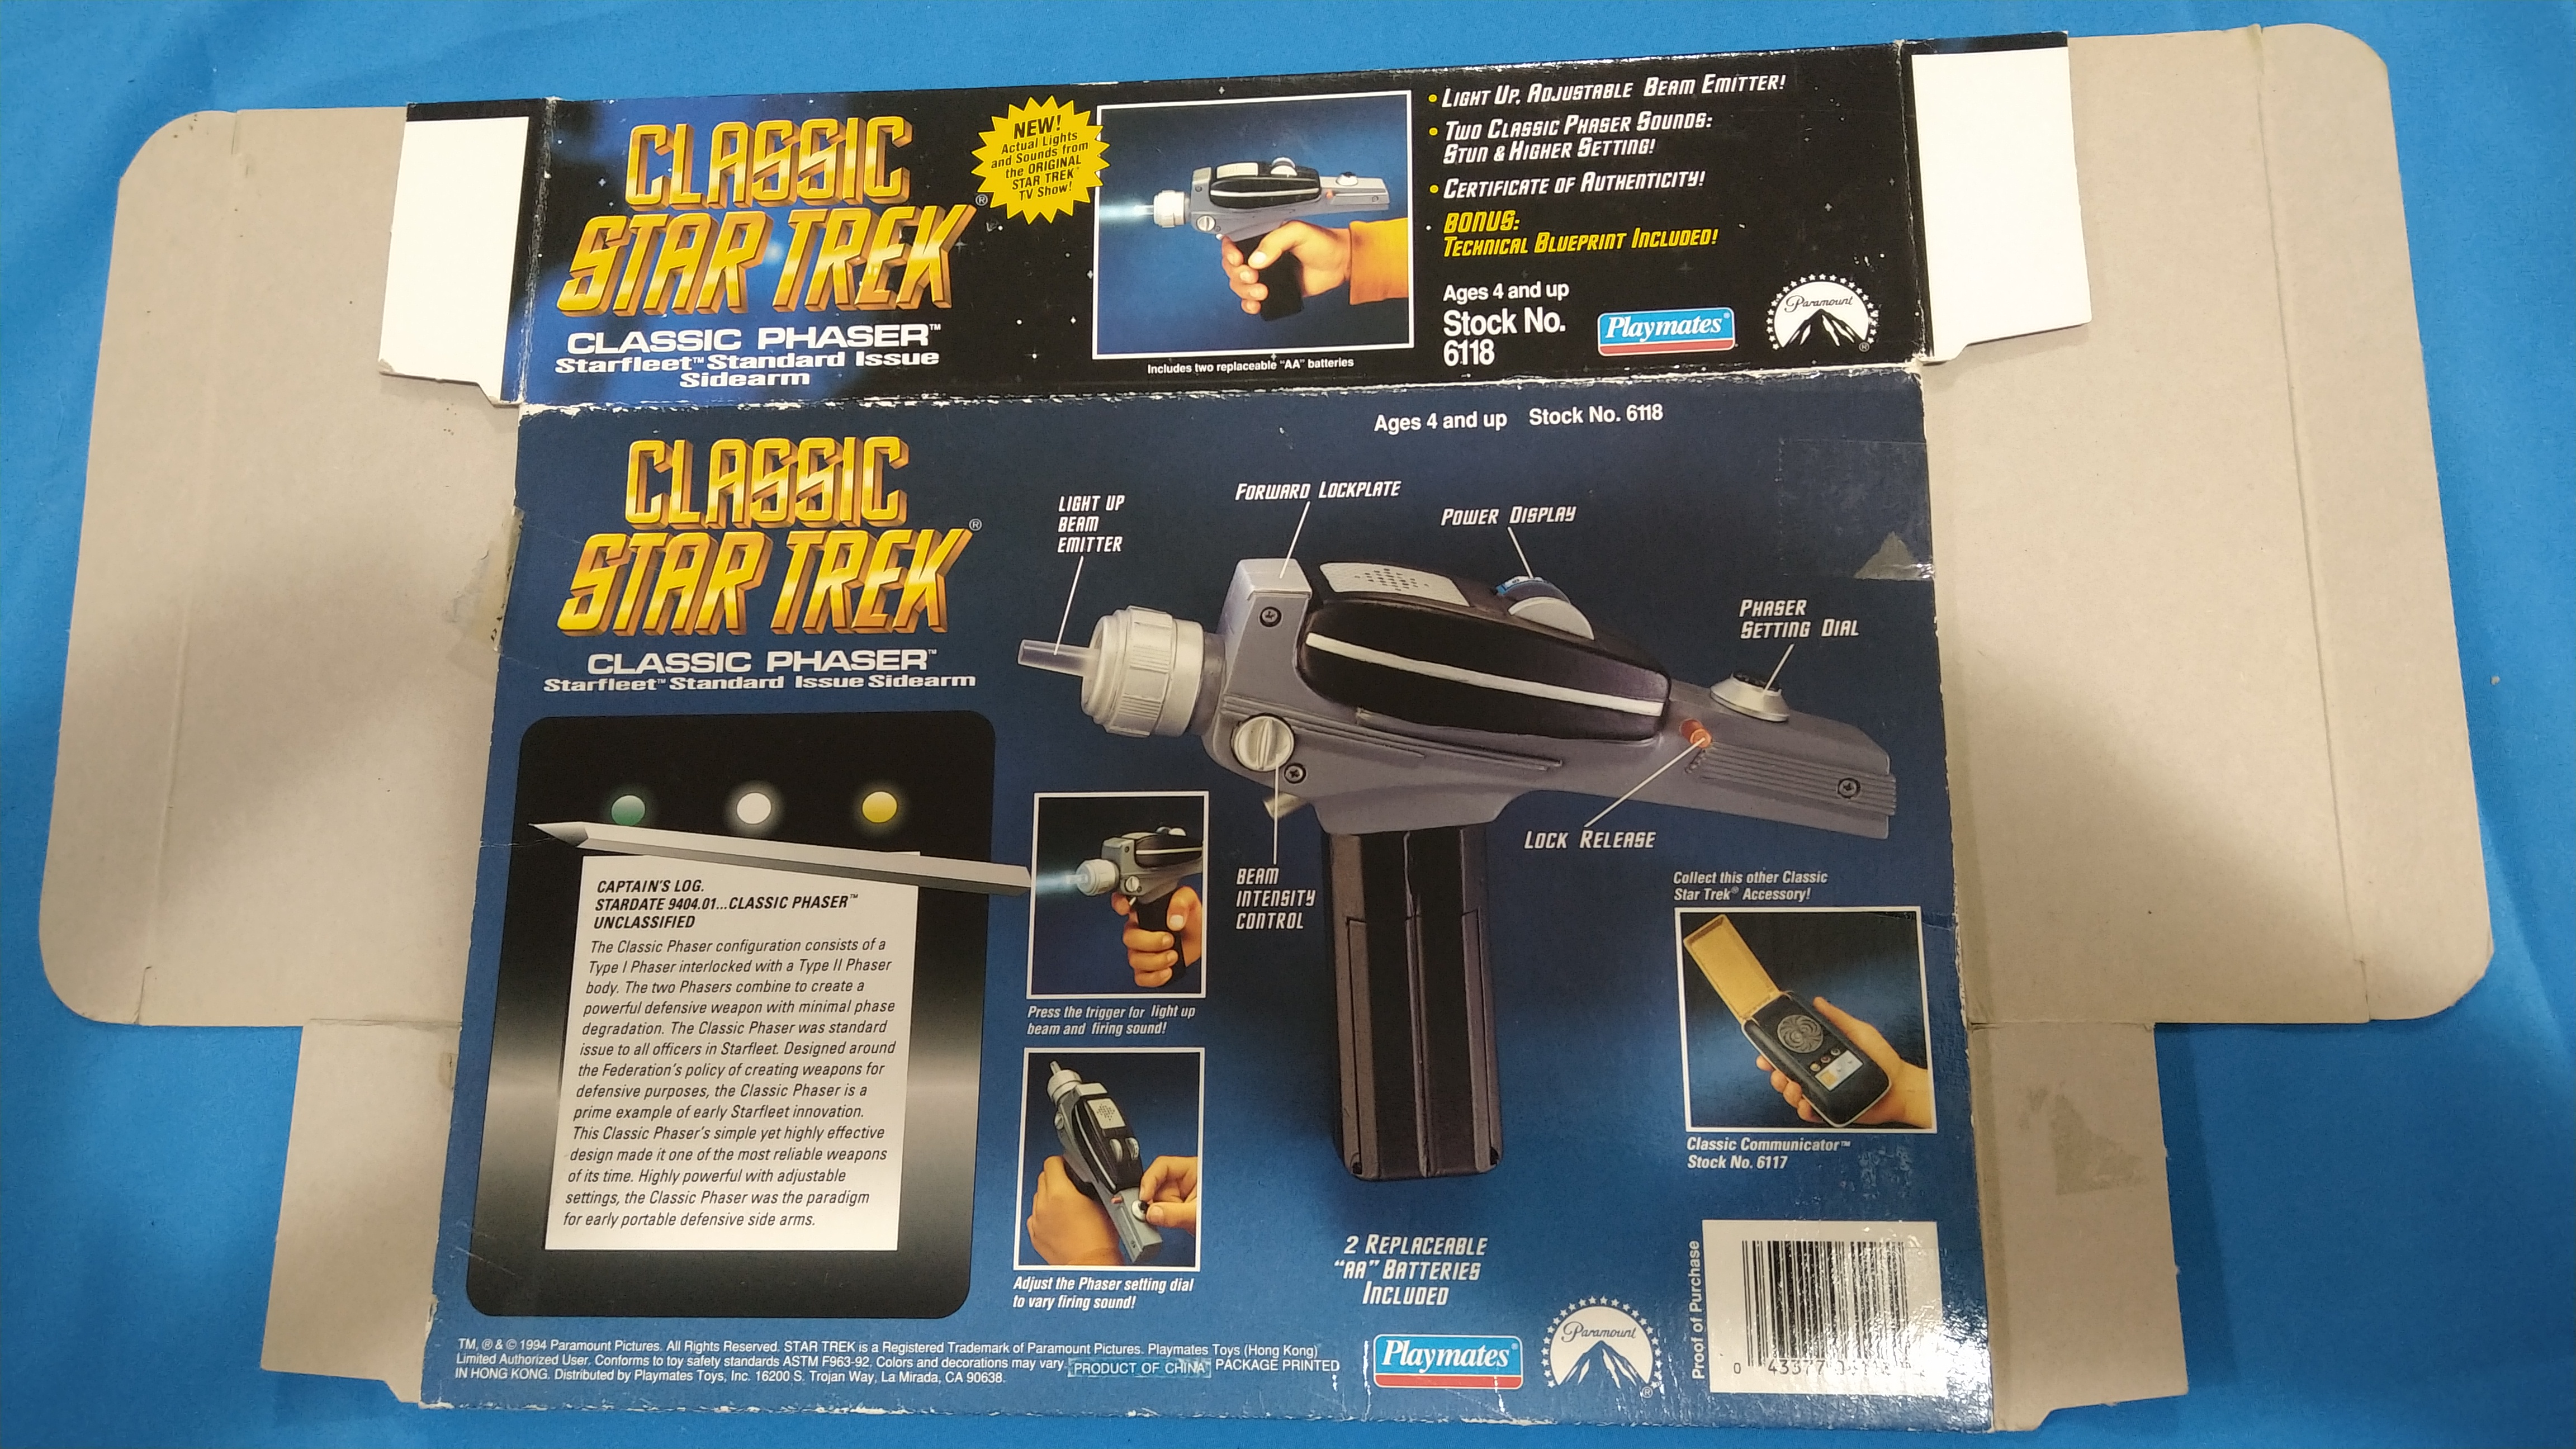 CLASSIC
STAR TREK®
CLASSIC PHASER™
Starfleet™ Standard Issue
Sidearm
NEW!
Actual Lights
and Sounds from
the ORIGINAL
STAR TREK®
TV Show!
Includes two replaceable "AA" batteries
• LIGHT UP, ADJUSTABLE BEAM EMITTER!
• TWO CLASSIC PHASER SOUNDS:
STUN & HIGHER SETTING!
• CERTIFICATE OF AUTHENTICITY!
BONUS:
TECHNICAL BLUEPRINT INCLUDED!
Ages 4 and up
Stock No.
6118
Playmates®
Paramount
®
Ages 4 and up Stock No. 6118
CLASSIC
STAR TREK®
CLASSIC PHASER™
Starfleet™ Standard Issue Sidearm
LIGHT UP
BEAM
EMITTER
FORWARD LOCKPLATE
POWER DISPLAY
PHASER
SETTING DIAL
LOCK RELEASE
BEAM
INTENSITY
CONTROL
CAPTAIN'S LOG.
STARDATE 9404.01...CLASSIC PHASER™
UNCLASSIFIED
The Classic Phaser configuration consists of a
Type I Phaser interlocked with a Type II Phaser
body. The two Phasers combine to create a
powerful defensive weapon with minimal phase
degradation. The Classic Phaser was standard
issue to all officers in Starfleet. Designed around
the Federation's policy of creating weapons for
defensive purposes, the Classic Phaser is a
prime example of early Starfleet innovation.
This Classic Phaser's simple yet highly effective
design made it one of the most reliable weapons
of its time. Highly powerful with adjustable
settings, the Classic Phaser was the paradigm
for early portable defensive side arms.
Press the trigger for light up
beam and firing sound!
Adjust the Phaser setting dial
to vary firing sound!
Collect this other Classic
Star Trek® Accessory!
Classic Communicator™
Stock No. 6117
2 REPLACEABLE
"AA" BATTERIES
INCLUDED
TM, ® & © 1994 Paramount Pictures. All Rights Reserved. STAR TREK is a Registered Trademark of Paramount Pictures. Playmates Toys (Hong Kong)
Limited Authorized User. Conforms to toy safety standards ASTM F963-92. Colors and decorations may vary. PRODUCT OF CHINA PACKAGE PRINTED
IN HONG KONG. Distributed by Playmates Toys, Inc. 16200 S. Trojan Way, La Mirada, CA 90638.
Playmates®
Paramount
®
Proof of Purchase
0 43377